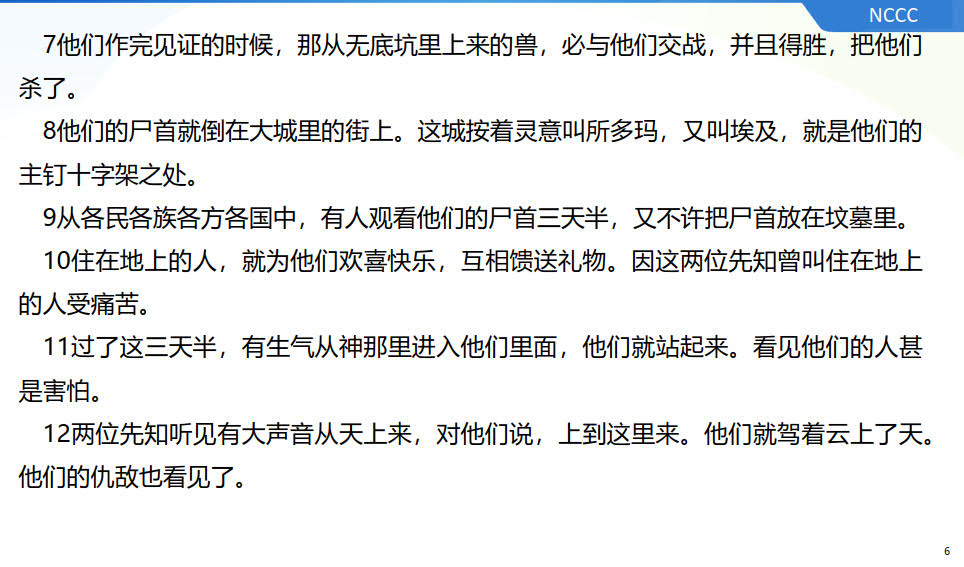 NCCC
7他们作完见证的时候，那从无底坑里上来的兽，必与他们交战，并且得胜，把他们
杀了。
8他们的尸首就倒在大城里的街上。这城按着灵意叫所多玛，又叫埃及，就是他们的
主钉十字架之处。
9从各民各族各方各国中，有人观看他们的尸首三天半，又不许把尸首放在坟墓里。
10住在地上的人，就为他们欢喜快乐，互相馈送礼物。因这两位先知曾叫住在地上
的人受痛苦。
11过了这三天半，有生气从神那里进入他们里面，他们就站起来。看见他们的人甚
是害怕。
12两位先知听见有大声音从天上来，对他们说，上到这里来。他们就驾着云上了天。
他们的仇敌也看见了。
6